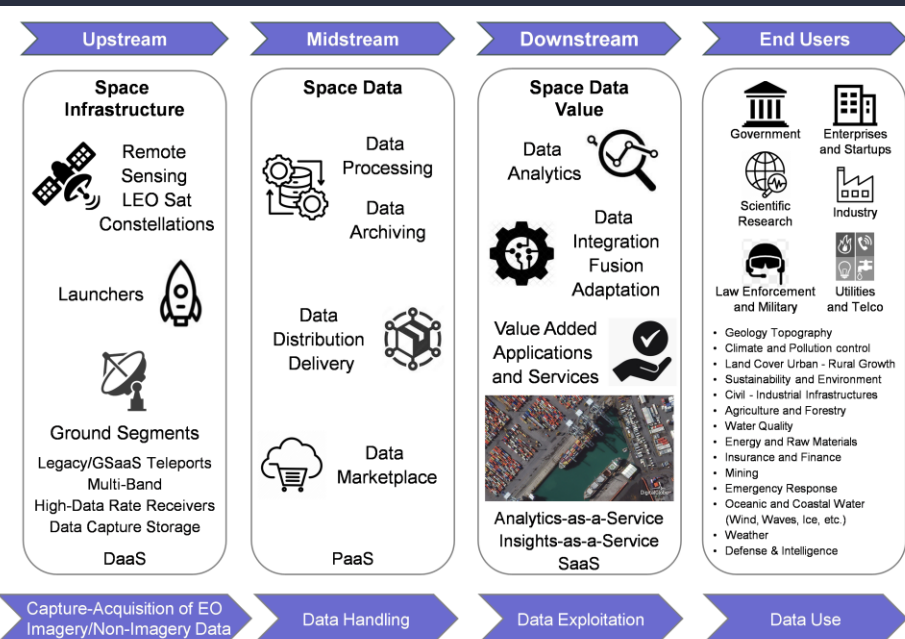 Upstream
Midstream
Downstream
End Users
Space
Infrastructure
Remote
Sensing
LEO Sat
Constellations
Launchers
Ground Segments
Legacy/GSaaS Teleports
Multi-Band
High-Data Rate Receivers
Data Capture Storage
DaaS
Space Data
Data
Processing
Data
Archiving
Data
Distribution
Delivery
Data
Marketplace
PaaS
Space Data
Value
Data
Analytics
Data
Integration
Fusion
Adaptation
Value Added
Applications
and Services
DigitalGlobe
Analytics-as-a-Service
Insights-as-a-Service
SaaS
Government
Enterprises
and Startups
Scientific
Research
Industry
Law Enforcement
and Military
Utilities
and Telco
• Geology Topography
• Climate and Pollution control
• Land Cover Urban - Rural Growth
• Sustainability and Environment
• Civil - Industrial Infrastructures
• Agriculture and Forestry
• Water Quality
• Energy and Raw Materials
• Insurance and Finance
• Mining
• Emergency Response
• Oceanic and Coastal Water
(Wind, Waves, Ice, etc.)
• Weather
• Defense & Intelligence
Capture-Acquisition of EO
Imagery/Non-Imagery Data
Data Handling
Data Exploitation
Data Use